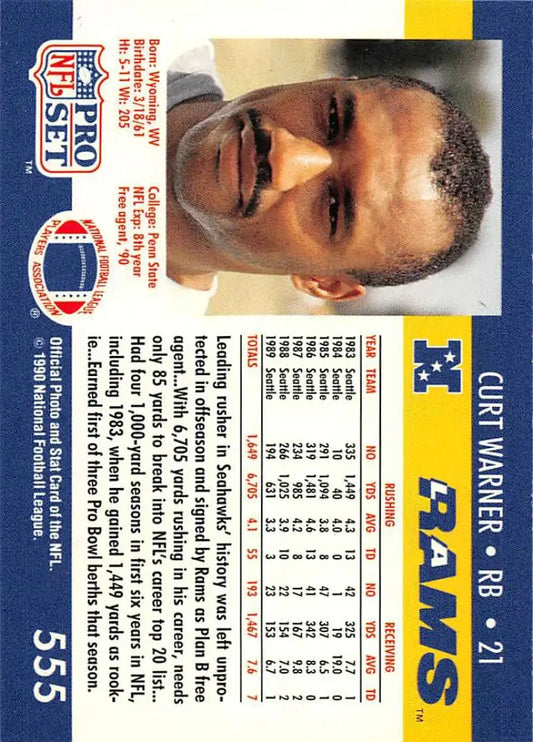 CURT WARNER • RB • 21
N
RAMS™
RUSHING RECEIVING
YEAR TEAM NO YDS AVG TD NO YDS AVG TD
1983 Seattle 335 1,449 4.3 13 42 325 7.7 1
1984 Seattle 10 40 4.0 0 1 19 19.0 0
1985 Seattle 291 1,094 3.8 8 47 307 6.5 1
1986 Seattle 319 1,481 4.6 13 41 342 8.3 0
1987 Seattle 234 985 4.2 8 17 167 9.8 2
1988 Seattle 266 1,025 3.9 10 22 154 7.0 2
1989 Seattle 194 631 3.3 3 23 153 6.7 1
TOTALS 1,649 6,705 4.1 55 193 1,467 7.6 7
Leading rusher in Seahawks' history was left unpro-
tected in offseason and signed by Rams as Plan B free
agent...With 6,705 yards rushing in his career, needs
only 85 yards to break into NFL's career top 20 list...
Had four 1,000-yard seasons in first six years in NFL,
including 1983, when he gained 1,449 yards as rook-
ie...Earned first of three Pro Bowl berths that season.
Born: Wyoming, WV
Birthdate: 3/18/61
Ht: 5-11 Wt: 205
College: Penn State
NFL Exp: 8th year
Free agent, '90
PRO
NFL
SET™
NATIONAL FOOTBALL LEAGUE
PLAYERS ASSOCIATION®
Official Photo and Stat Card of the NFL.
© 1990 National Football League.
555